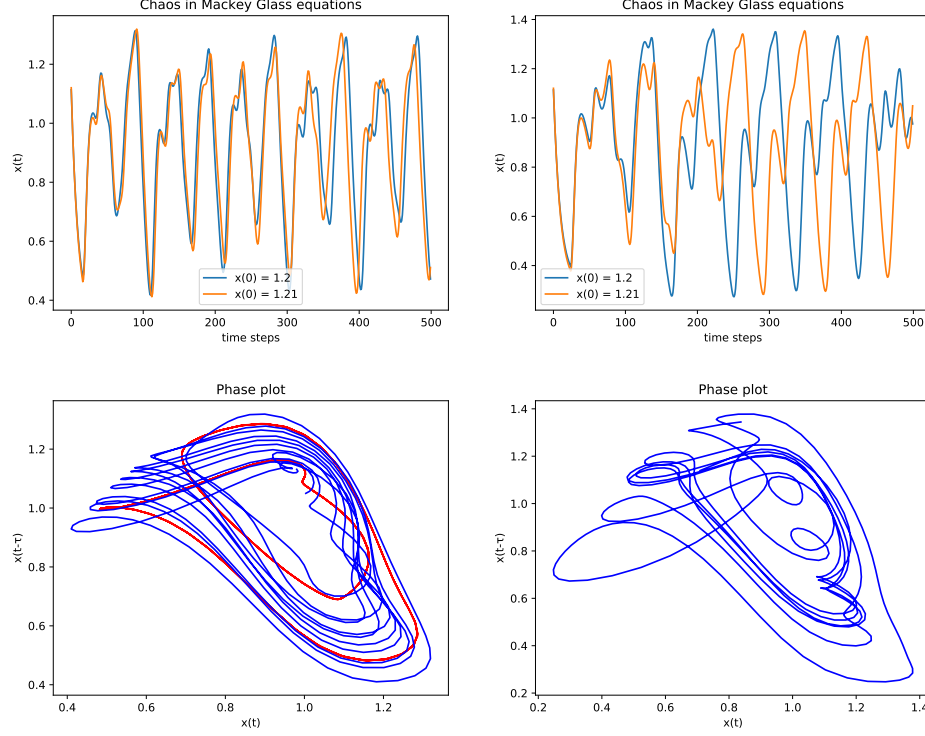 Chaos in Mackey Glass equations
x(t)
1.2
1.0
0.8
0.6
0.4
x(0) = 1.2
x(0) = 1.21
0 100 200 300 400 500
time steps
Chaos in Mackey Glass equations
x(t)
1.4
1.2
1.0
0.8
0.6
0.4
x(0) = 1.2
x(0) = 1.21
0 100 200 300 400 500
time steps
Phase plot
x(t-τ)
1.2
1.0
0.8
0.6
0.4
0.4 0.6 0.8 1.0 1.2
x(t)
Phase plot
x(t-τ)
1.4
1.2
1.0
0.8
0.6
0.4
0.2
0.2 0.4 0.6 0.8 1.0 1.2 1.4
x(t)